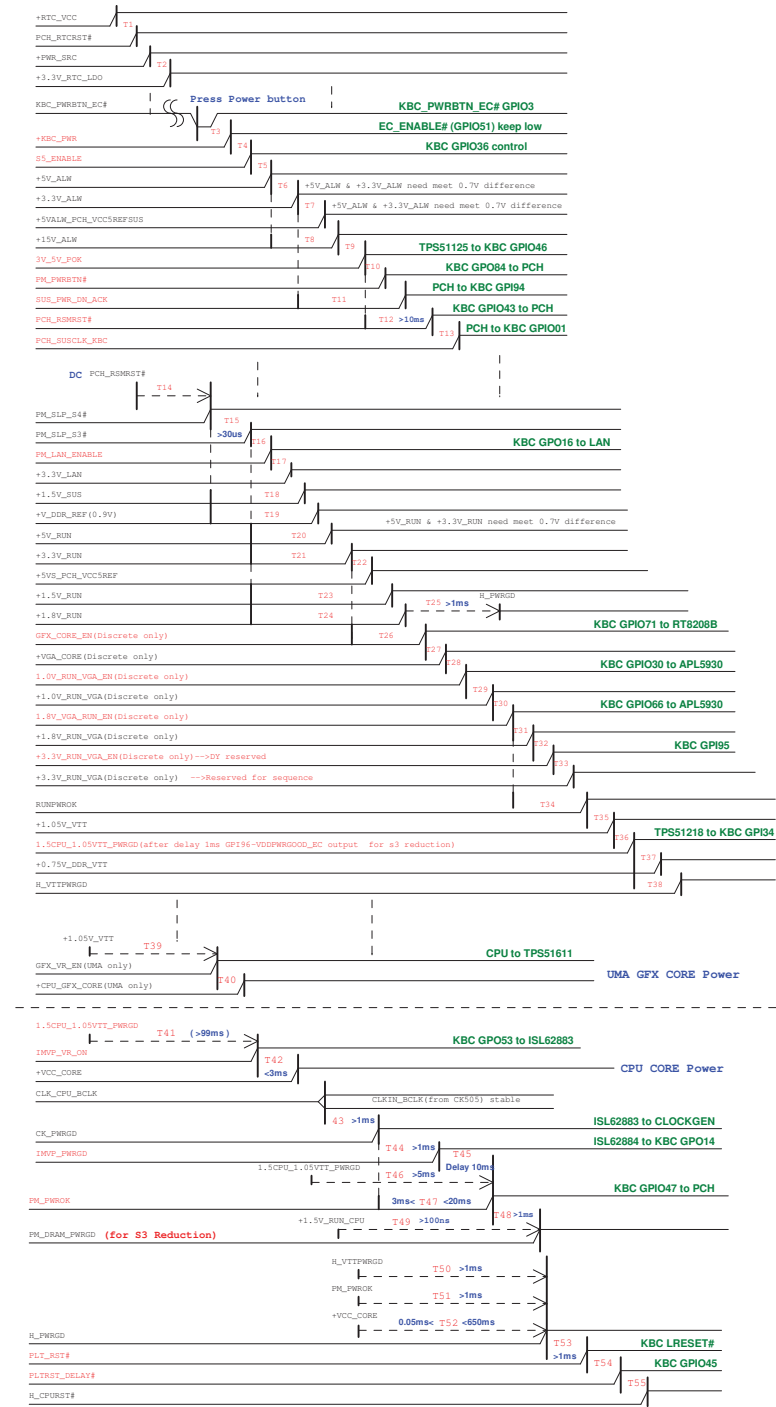 +RTC_VCC
T1
PCH_RTCRST#
+PWR_SRC
T2
+3.3V_RTC_LDO
Press Power button
KBC_PWRBTN_EC#
KBC_PWRBTN_EC# GPIO3
T3
EC_ENABLE# (GPIO51) keep low
+KBC_PWR
T4
KBC GPIO36 control
S5_ENABLE
T5
+5V_ALW
T6
+5V_ALW & +3.3V_ALW need meet 0.7V difference
+3.3V_ALW
T7
+5V_ALW & +3.3V_ALW need meet 0.7V difference
+5VALW_PCH_VCC5REFSUS
T8
+15V_ALW
T9
TPS51125 to KBC GPIO46
3V_5V_POK
T10
KBC GPO84 to PCH
PM_PWRBTN#
PCH to KBC GPI94
SUS_PWR_DN_ACK
T11
KBC GPIO43 to PCH
PCH_RSMRST#
T12 >10ms
PCH to KBC GPIO01
T13
PCH_SUSCLK_KBC
DC PCH_RSMRST#
T14
PM_SLP_S4#
T15
PM_SLP_S3#
>30us
T16
KBC GPO16 to LAN
PM_LAN_ENABLE
T17
+3.3V_LAN
+1.5V_SUS
T18
+V_DDR_REF(0.9V)
T19
+5V_RUN & +3.3V_RUN need meet 0.7V difference
+5V_RUN
T20
+3.3V_RUN
T21
T22
+5VS_PCH_VCC5REF
+1.5V_RUN
T23
H_PWRGD
T25 >1ms
+1.8V_RUN
T24
KBC GPIO71 to RT8208B
GFX_CORE_EN(Discrete only)
T26
T27
+VGA_CORE(Discrete only)
T28
KBC GPIO30 to APL5930
1.0V_RUN_VGA_EN(Discrete only)
T29
+1.0V_RUN_VGA(Discrete only)
T30
KBC GPIO66 to APL5930
1.8V_VGA_RUN_EN(Discrete only)
T31
+1.8V_RUN_VGA(Discrete only)
T32
KBC GPI95
+3.3V_RUN_VGA_EN(Discrete only)-->DY reserved
T33
+3.3V_RUN_VGA(Discrete only) -->Reserved for sequence
RUNPWROK
T34
T35
+1.05V_VTT
T36
TPS51218 to KBC GPI34
1.5CPU_1.05VTT_PWRGD(after delay 1ms GPI96-VDDPWRGOOD_EC output for s3 reduction)
T37
+0.75V_DDR_VTT
T38
H_VTTPWRGD
+1.05V_VTT
T39
CPU to TPS51611
GFX_VR_EN(UMA only)
T40
UMA GFX CORE Power
+CPU_GFX_CORE(UMA only)
1.5CPU_1.05VTT_PWRGD
T41 (>99ms)
KBC GPO53 to ISL62883
IMVP_VR_ON
T42
CPU CORE Power
+VCC_CORE
<3ms
CLK_CPU_BCLK
CLKIN_BCLK(from CK505) stable
43 >1ms
ISL62883 to CLOCKGEN
CK_PWRGD
T44 >1ms
ISL62884 to KBC GPO14
IMVP_PWRGD
T45
1.5CPU_1.05VTT_PWRGD
Delay 10ms
T46 >5ms
KBC GPIO47 to PCH
PM_PWROK
3ms< T47 <20ms
T48 >1ms
+1.5V_RUN_CPU
T49 >100ns
PM_DRAM_PWRGD (for S3 Reduction)
H_VTTPWRGD
T50 >1ms
PM_PWROK
T51 >1ms
+VCC_CORE
0.05ms< T52 <650ms
H_PWRGD
T53
KBC LRESET#
PLT_RST#
>1ms
T54
KBC GPIO45
PLTRST_DELAY#
T55
H_CPURST#